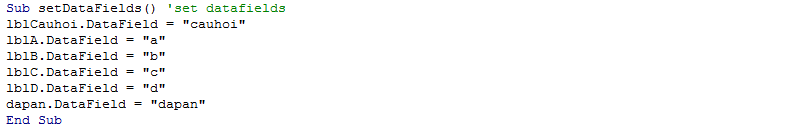 Sub setDataFields() 'set datafields
lblCauhoi.DataField = "cauhoi"
lblA.DataField = "a"
lblB.DataField = "b"
lblC.DataField = "c"
lblD.DataField = "d"
dapan.DataField = "dapan"
End Sub